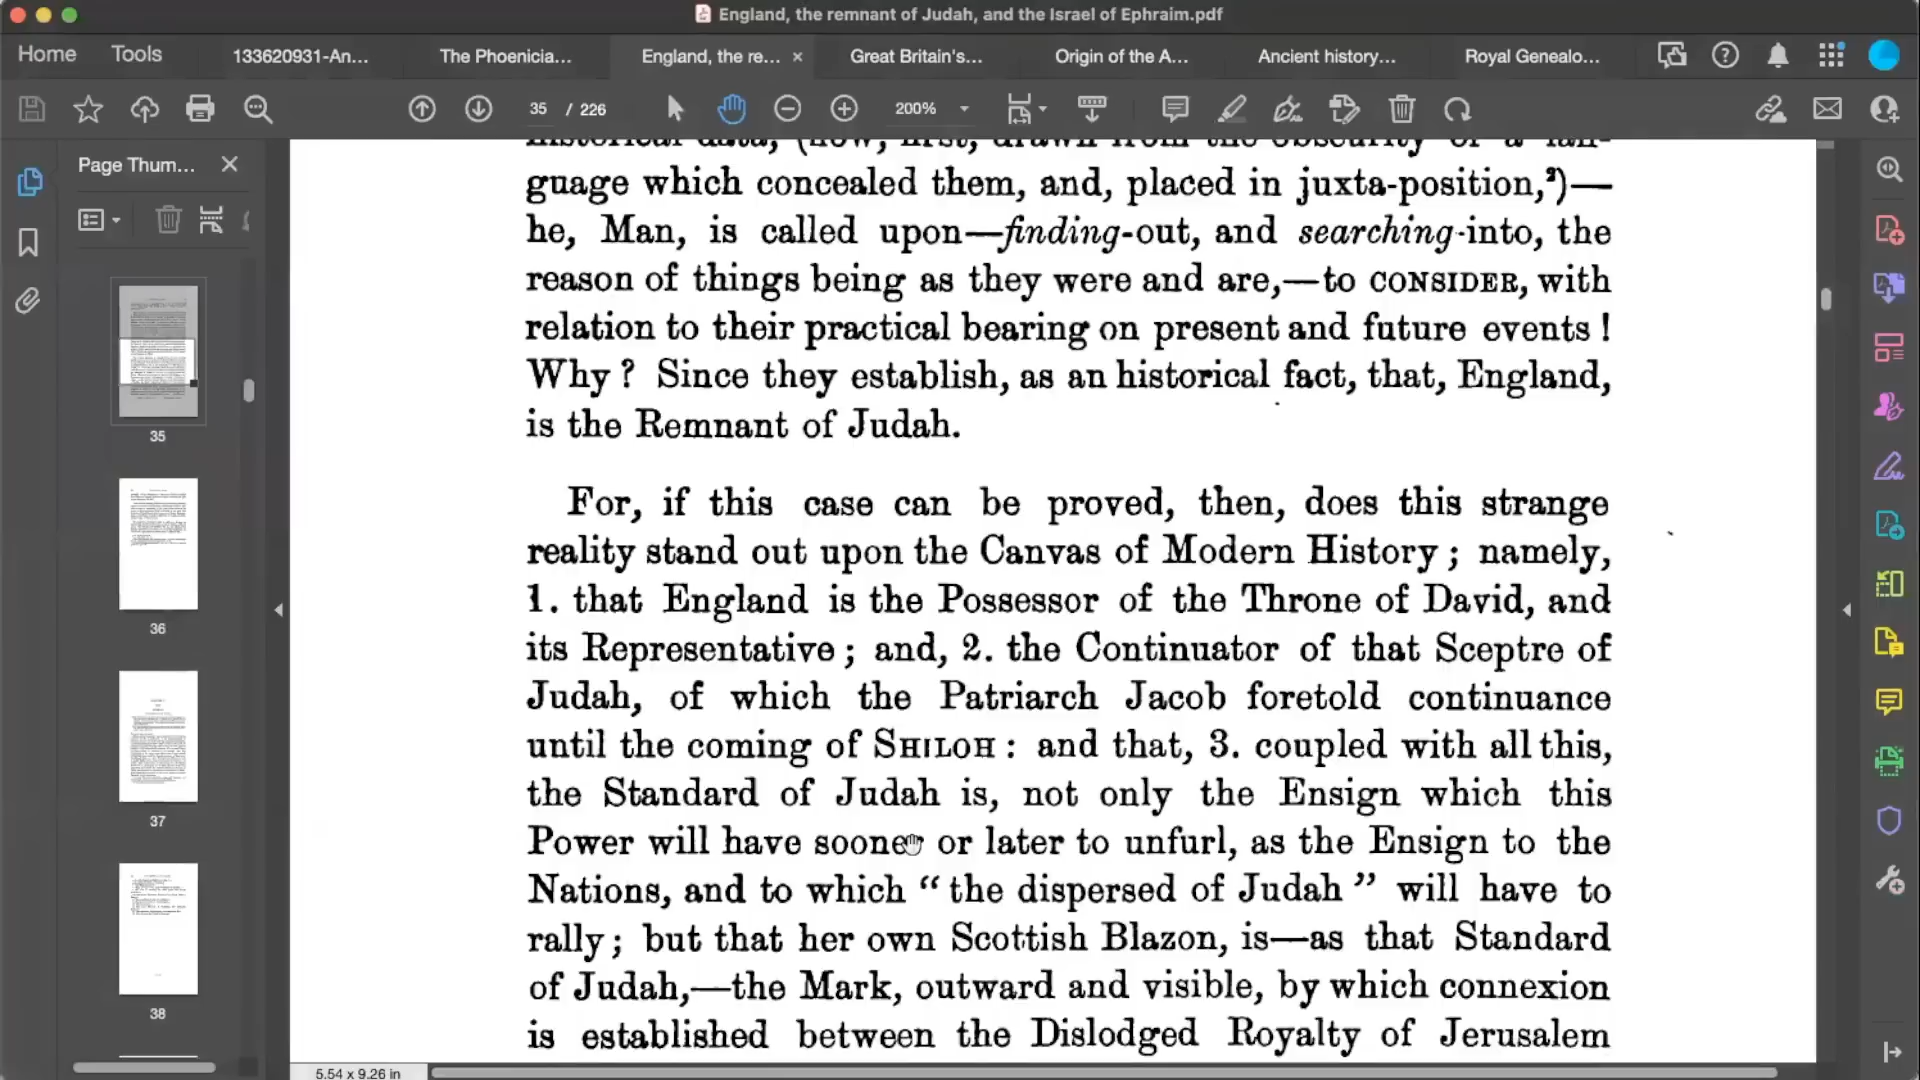 England, the remnant of Judah, and the Israel of Ephraim.pdf
Home Tools 133620931-An... The Phoenicia... England, the re... × Great Britain's... Origin of the A... Ancient history... Royal Genealo...
35 / 226 200%
Page Thum...
35
36
37
38
historical data, (now, first, drawn from the obscurity of a lan-
guage which concealed them, and, placed in juxta-position,²)—
he, Man, is called upon—finding-out, and searching-into, the
reason of things being as they were and are,—to CONSIDER, with
relation to their practical bearing on present and future events !
Why ? Since they establish, as an historical fact, that, England,
is the Remnant of Judah.
For, if this case can be proved, then, does this strange
reality stand out upon the Canvas of Modern History ; namely,
1. that England is the Possessor of the Throne of David, and
its Representative ; and, 2. the Continuator of that Sceptre of
Judah, of which the Patriarch Jacob foretold continuance
until the coming of SHILOH : and that, 3. coupled with all this,
the Standard of Judah is, not only the Ensign which this
Power will have sooner or later to unfurl, as the Ensign to the
Nations, and to which “ the dispersed of Judah ” will have to
rally ; but that her own Scottish Blazon, is—as that Standard
of Judah,—the Mark, outward and visible, by which connexion
is established between the Dislodged Royalty of Jerusalem
5.54 x 9.26 in